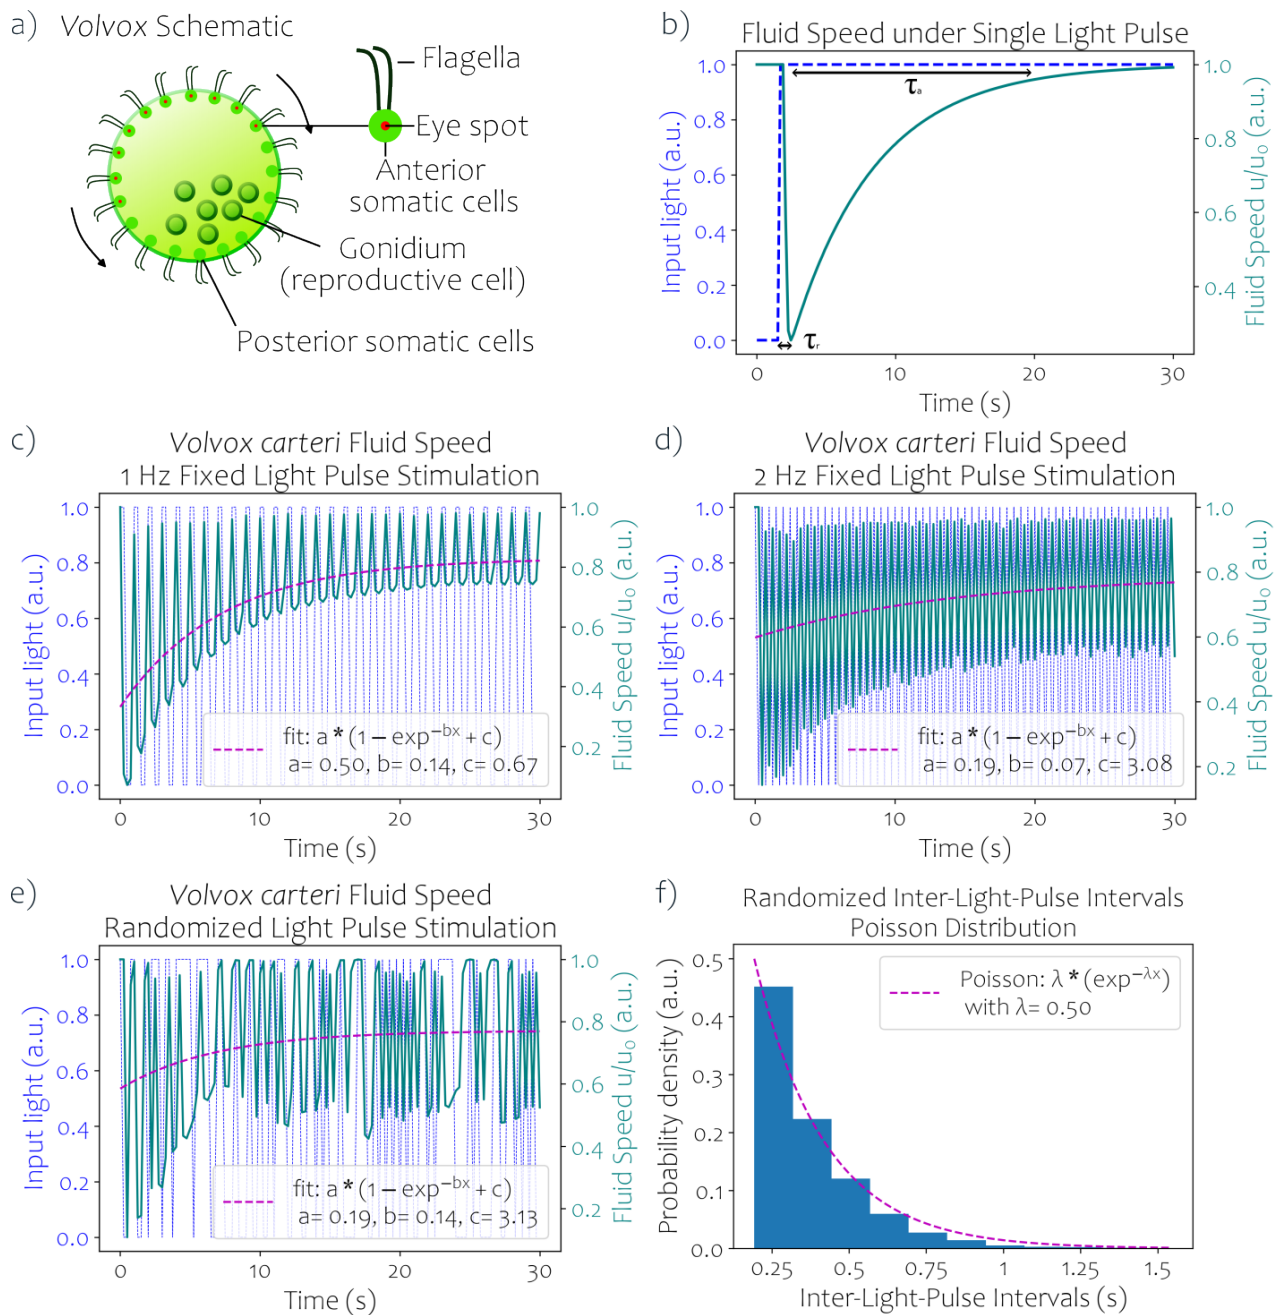 a)
Volvox Schematic
Flagella
Eye spot
Anterior
somatic cells
Gonidium
(reproductive cell)
Posterior somatic cells
b)
Fluid Speed under Single Light Pulse
Input light (a.u.)
1.0
0.8
0.6
0.4
0.2
0.0
τa
τr
1.0
0.8
0.6
0.4
Fluid Speed u/u0 (a.u.)
0
10
20
30
Time (s)
c)
Volvox carteri Fluid Speed
1 Hz Fixed Light Pulse Stimulation
Input light (a.u.)
1.0
0.8
0.6
0.4
0.2
0.0
fit: a*(1−exp−bx+c)
a= 0.50, b= 0.14, c= 0.67
1.0
0.8
0.6
0.4
0.2
Fluid Speed u/u0 (a.u.)
0
10
20
30
Time (s)
d)
Volvox carteri Fluid Speed
2 Hz Fixed Light Pulse Stimulation
Input light (a.u.)
1.0
0.8
0.6
0.4
0.2
0.0
fit: a*(1−exp−bx+c)
a= 0.19, b= 0.07, c= 3.08
1.0
0.8
0.6
0.4
0.2
Fluid Speed u/u0 (a.u.)
0
10
20
30
Time (s)
e)
Volvox carteri Fluid Speed
Randomized Light Pulse Stimulation
Input light (a.u.)
1.0
0.8
0.6
0.4
0.2
0.0
fit: a*(1−exp−bx+c)
a= 0.19, b= 0.14, c= 3.13
1.0
0.8
0.6
0.4
0.2
Fluid Speed u/u0 (a.u.)
0
10
20
30
Time (s)
f)
Randomized Inter-Light-Pulse Intervals
Poisson Distribution
Probability density (a.u.)
0.5
0.4
0.3
0.2
0.1
0.0
Poisson: λ*(exp−λx)
with λ= 0.50
0.25
0.5
0.75
1
1.25
1.5
Inter-Light-Pulse Intervals (s)